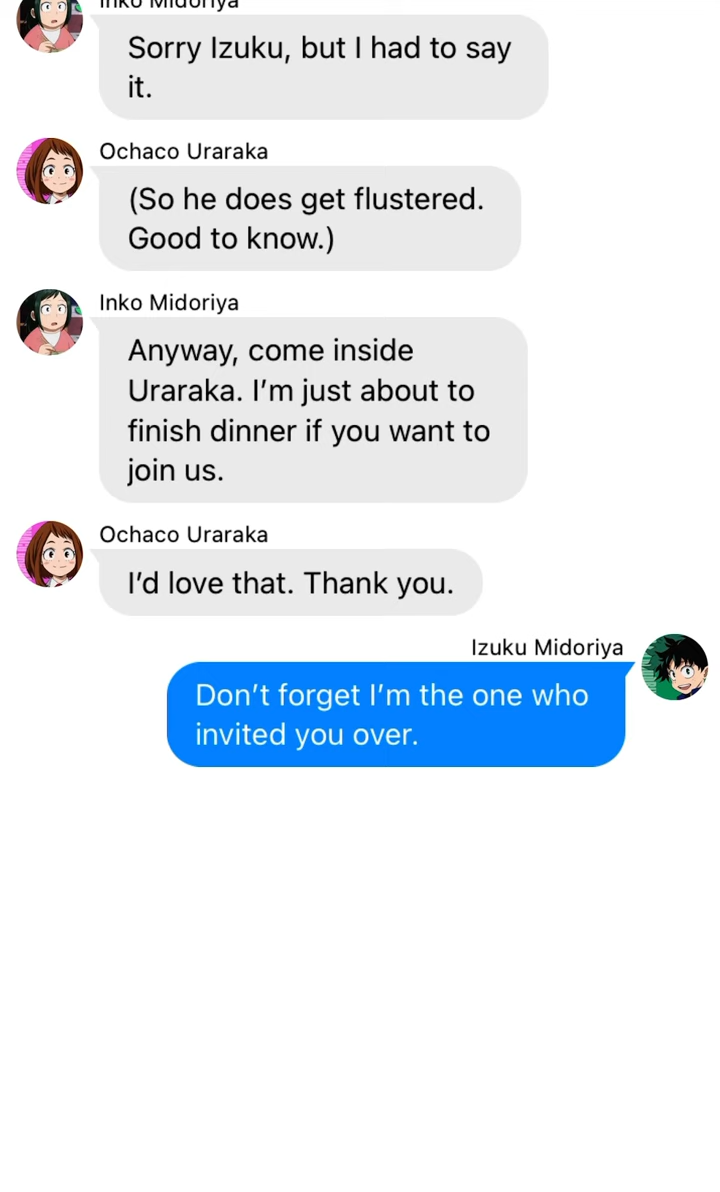 Inko Midoriya
Sorry Izuku, but I had to say
it.
Ochaco Uraraka
(So he does get flustered.
Good to know.)
Inko Midoriya
Anyway, come inside
Uraraka. I’m just about to
finish dinner if you want to
join us.
Ochaco Uraraka
I’d love that. Thank you.
Izuku Midoriya
Don’t forget I’m the one who
invited you over.